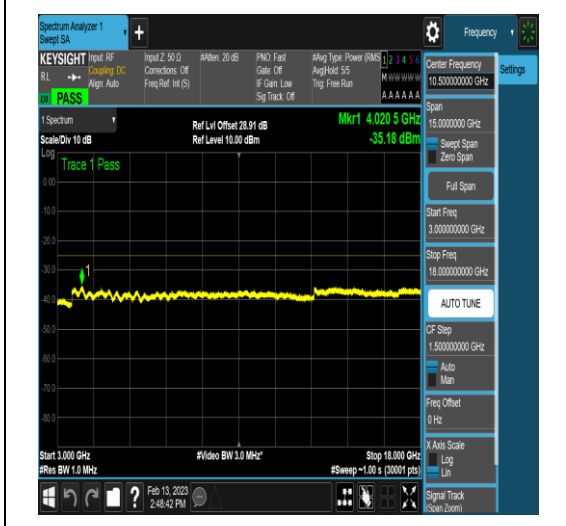 Spectrum Analyzer 1
Swept SA
Frequency
KEYSIGHT
RL
Input: RF
Coupling: DC
Align: Auto
Input Z: 50 Ω
Corrections: Off
Freq Ref: Int (S)
#Atten: 20 dB
PNO: Fast
Gate: Off
IF Gain: Low
Sig Track: Off
#Avg Type: Power (RMS)
Avg|Hold: 5/5
Trig: Free Run
1 2 3 4 5 6
M W W W W W
A A A A A A
PASS
1 Spectrum
Scale/Div 10 dB
Log
Ref Lvl Offset 28.91 dB
Ref Level 10.00 dBm
Mkr1 4.020 5 GHz
-35.18 dBm
Trace 1 Pass
0.00
-10.0
-20.0
-30.0
-40.0
-50.0
-60.0
-70.0
-80.0
1
Start 3.000 GHz
#Res BW 1.0 MHz
#Video BW 3.0 MHz*
Stop 18.000 GHz
#Sweep ~1.00 s (30001 pts)
Feb 13, 2023
2:48:42 PM
Center Frequency
10.500000000 GHz
Settings
Span
15.0000000 GHz
Swept Span
Zero Span
Full Span
Start Freq
3.000000000 GHz
Stop Freq
18.000000000 GHz
AUTO TUNE
CF Step
1.500000000 GHz
Auto
Man
Freq Offset
0 Hz
X Axis Scale
Log
Lin
Signal Track
(Span Zoom)